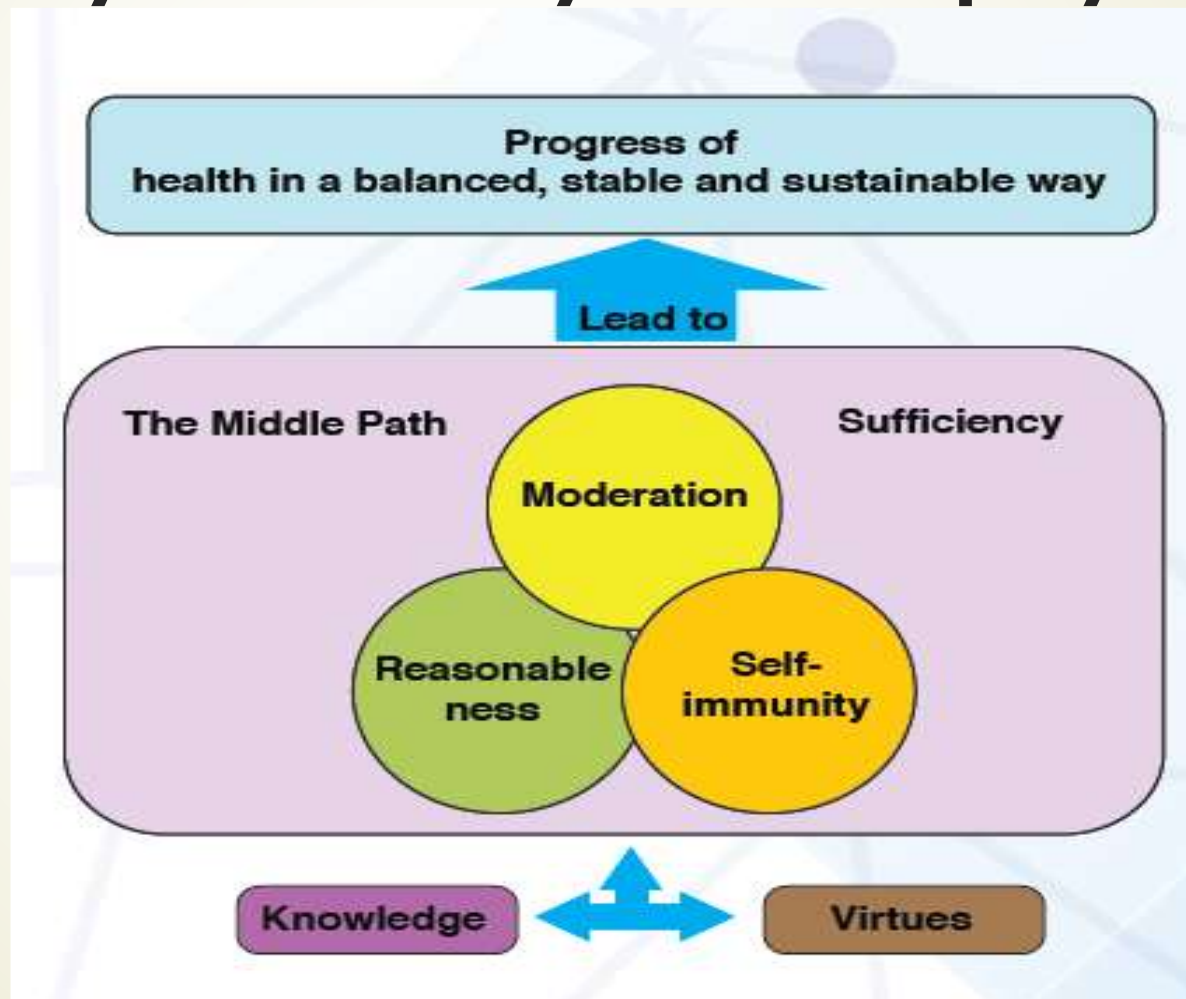 Progress of
health in a balanced, stable and sustainable way
Lead to
The Middle Path
Sufficiency
Moderation
Reasonable
ness
Self-
immunity
Knowledge
Virtues